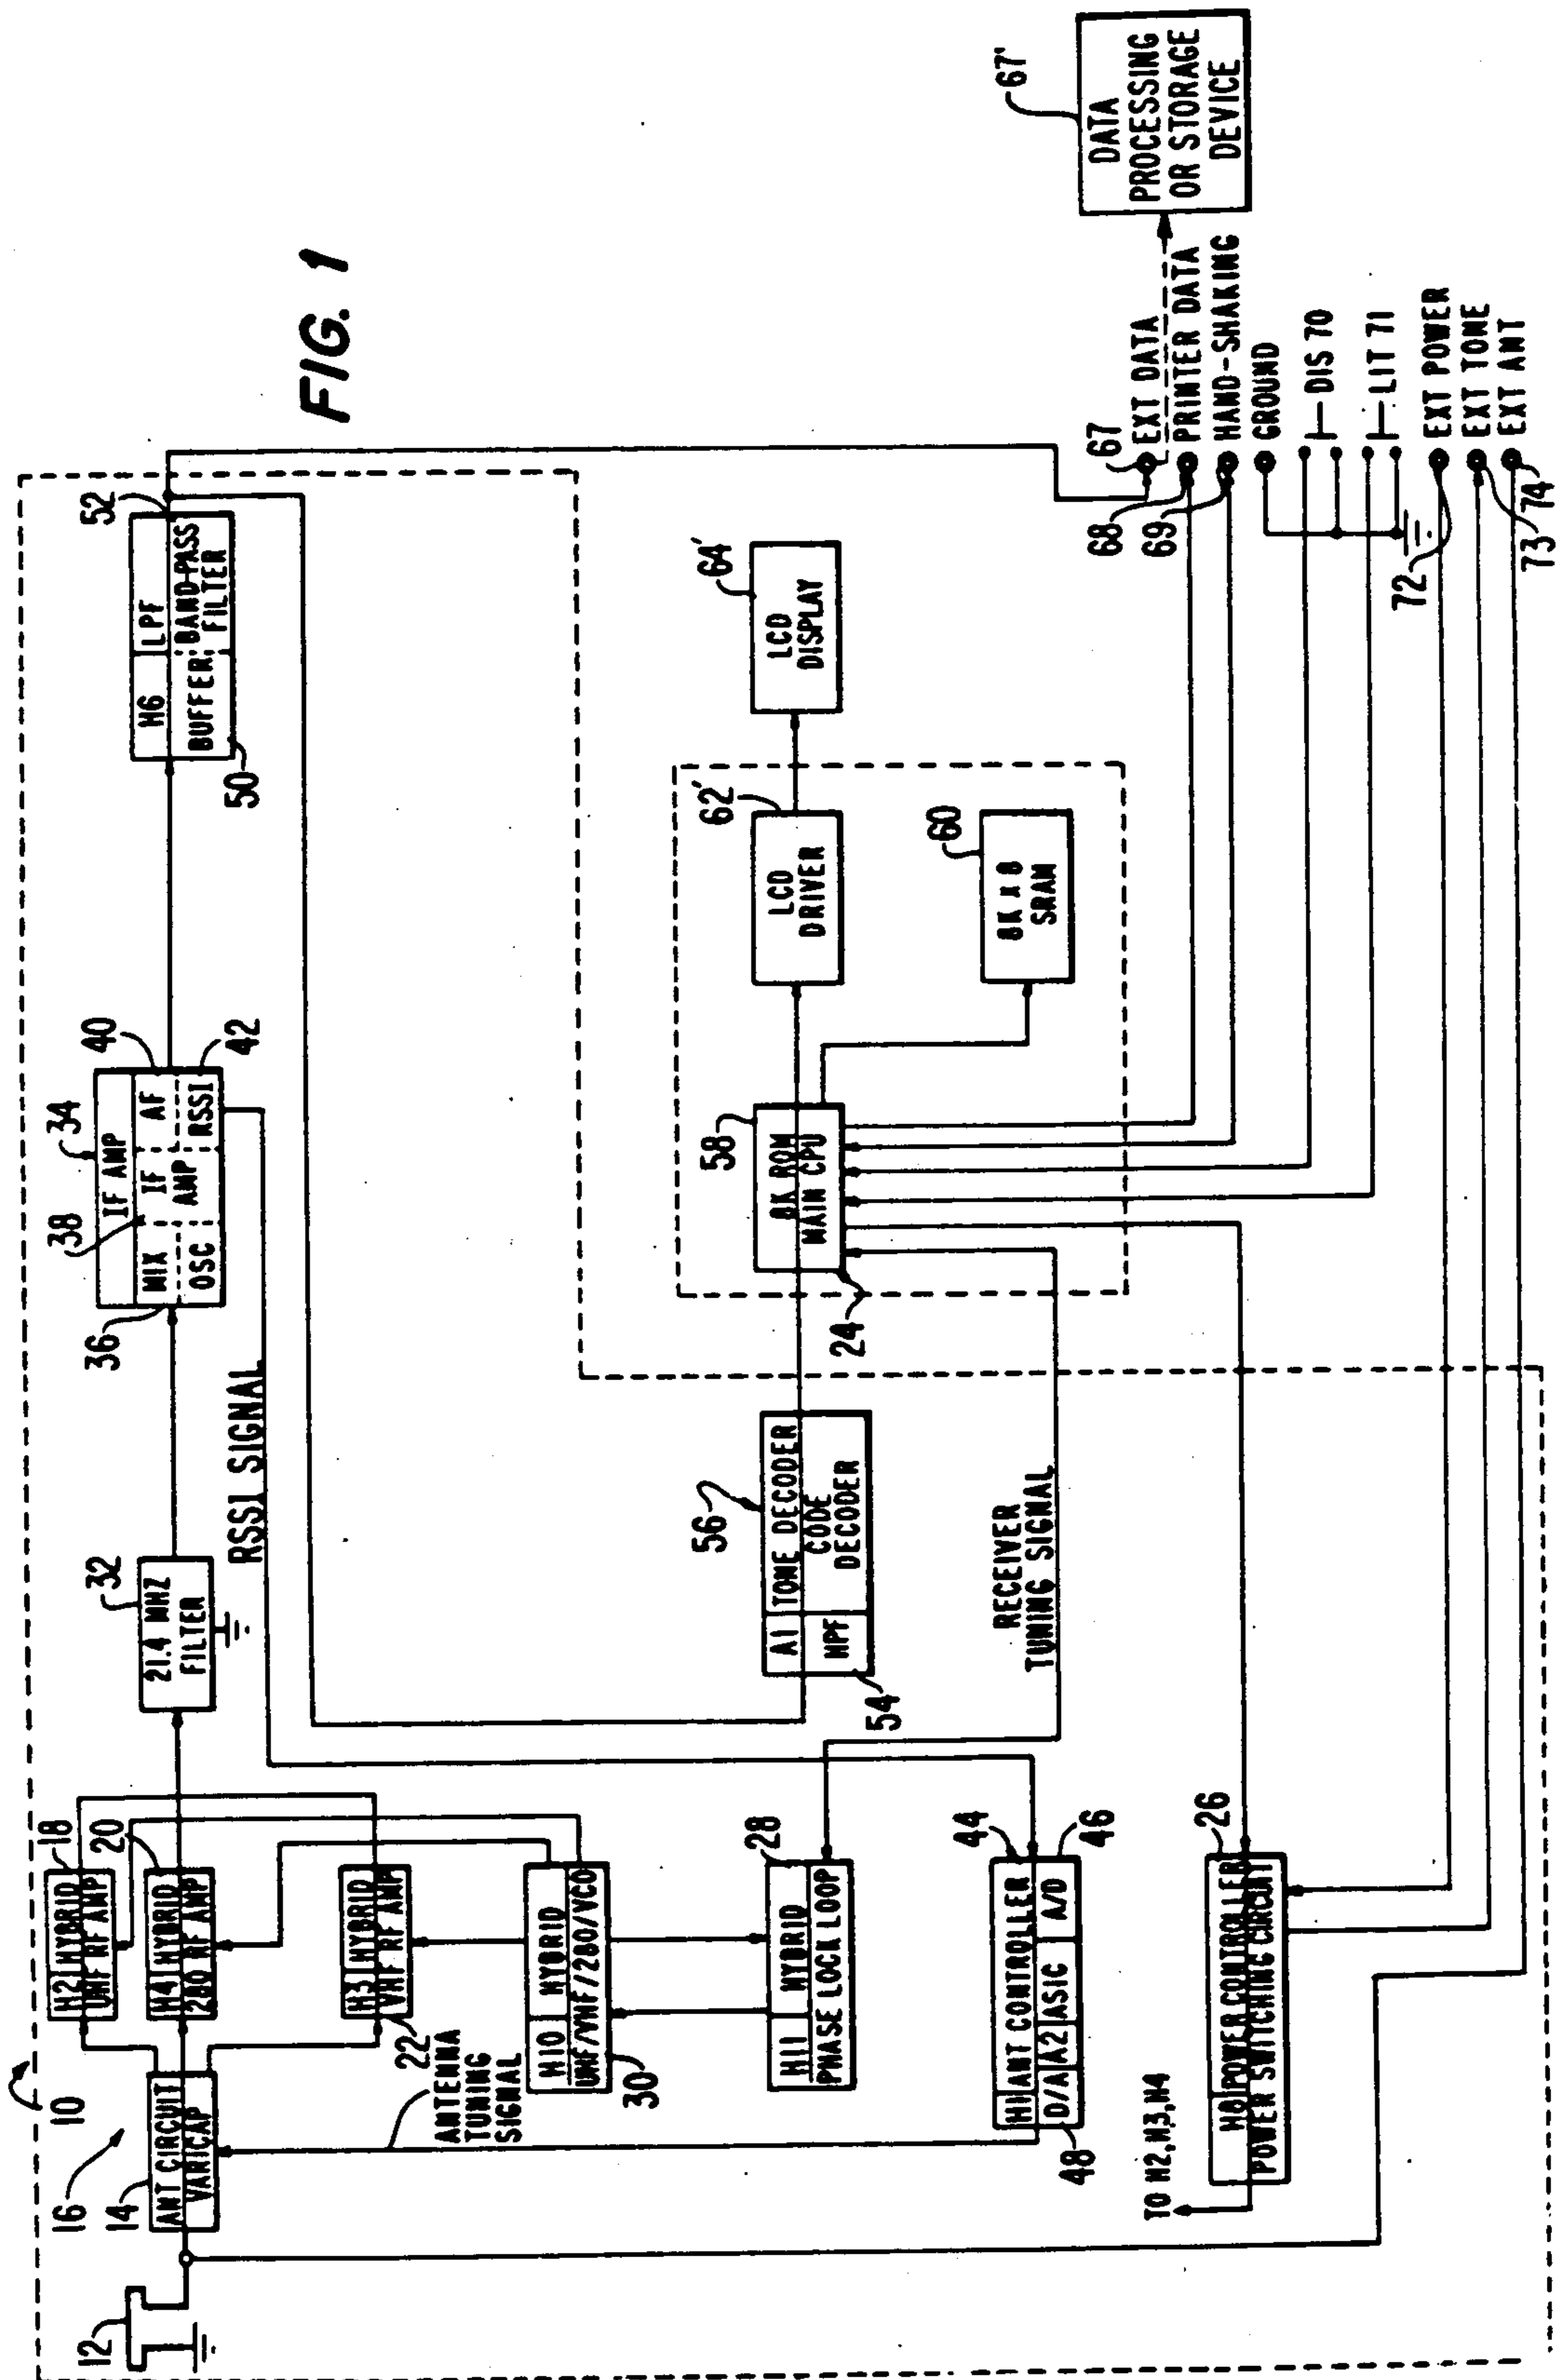 FIG. 1
10
12
16
14
ANT CIRCUIT
VARICAP
18
H2 HYBRID
UHF RF AMP
20
H4 HYBRID
280 RF AMP
H3 HYBRID
VHF RF AMP
22
ANTENNA
TUNING
SIGNAL
H10 HYBRID
UHF/VHF/280/VCO
30
28
H11 HYBRID
PHASE LOCK LOOP
44
H1 ANT CONTROLLER
D/A A2 ASIC A/D
46
48
TO H2,H3,H4
26
H8 POWER CONTROLLER
POWER SWITCHING CIRCUIT
32
21.4 MHZ
FILTER
RSSI SIGNAL
34
IF AMP
36
38
MIX
OSC
IF
AMP
AF
RSSI
40
42
H6 LPF
BUFFER BAND-PASS
FILTER
50
52
56
A1 TONE DECODER
MPF CODE
DECODER
54
RECEIVER
TUNING SIGNAL
58
8K ROM
MAIN CPU
24
62'
LCD
DRIVER
64'
LCD
DISPLAY
60
8K x 8
SRAM
67
EXT DATA
68
PRINTER DATA
69
HAND-SHAKING
GROUND
DIS 70
LIT 71
72
EXT POWER
73
EXT TONE
74
EXT ANT
67'
DATA
PROCESSING
OR STORAGE
DEVICE